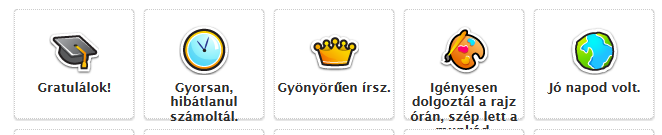 Gratulálok!
Gyorsan,
hibátlanul
számoltál.
Gyönyörűen írsz.
Igényesen
dolgoztál a rajz
órán, szép lett a
Jó napod volt.